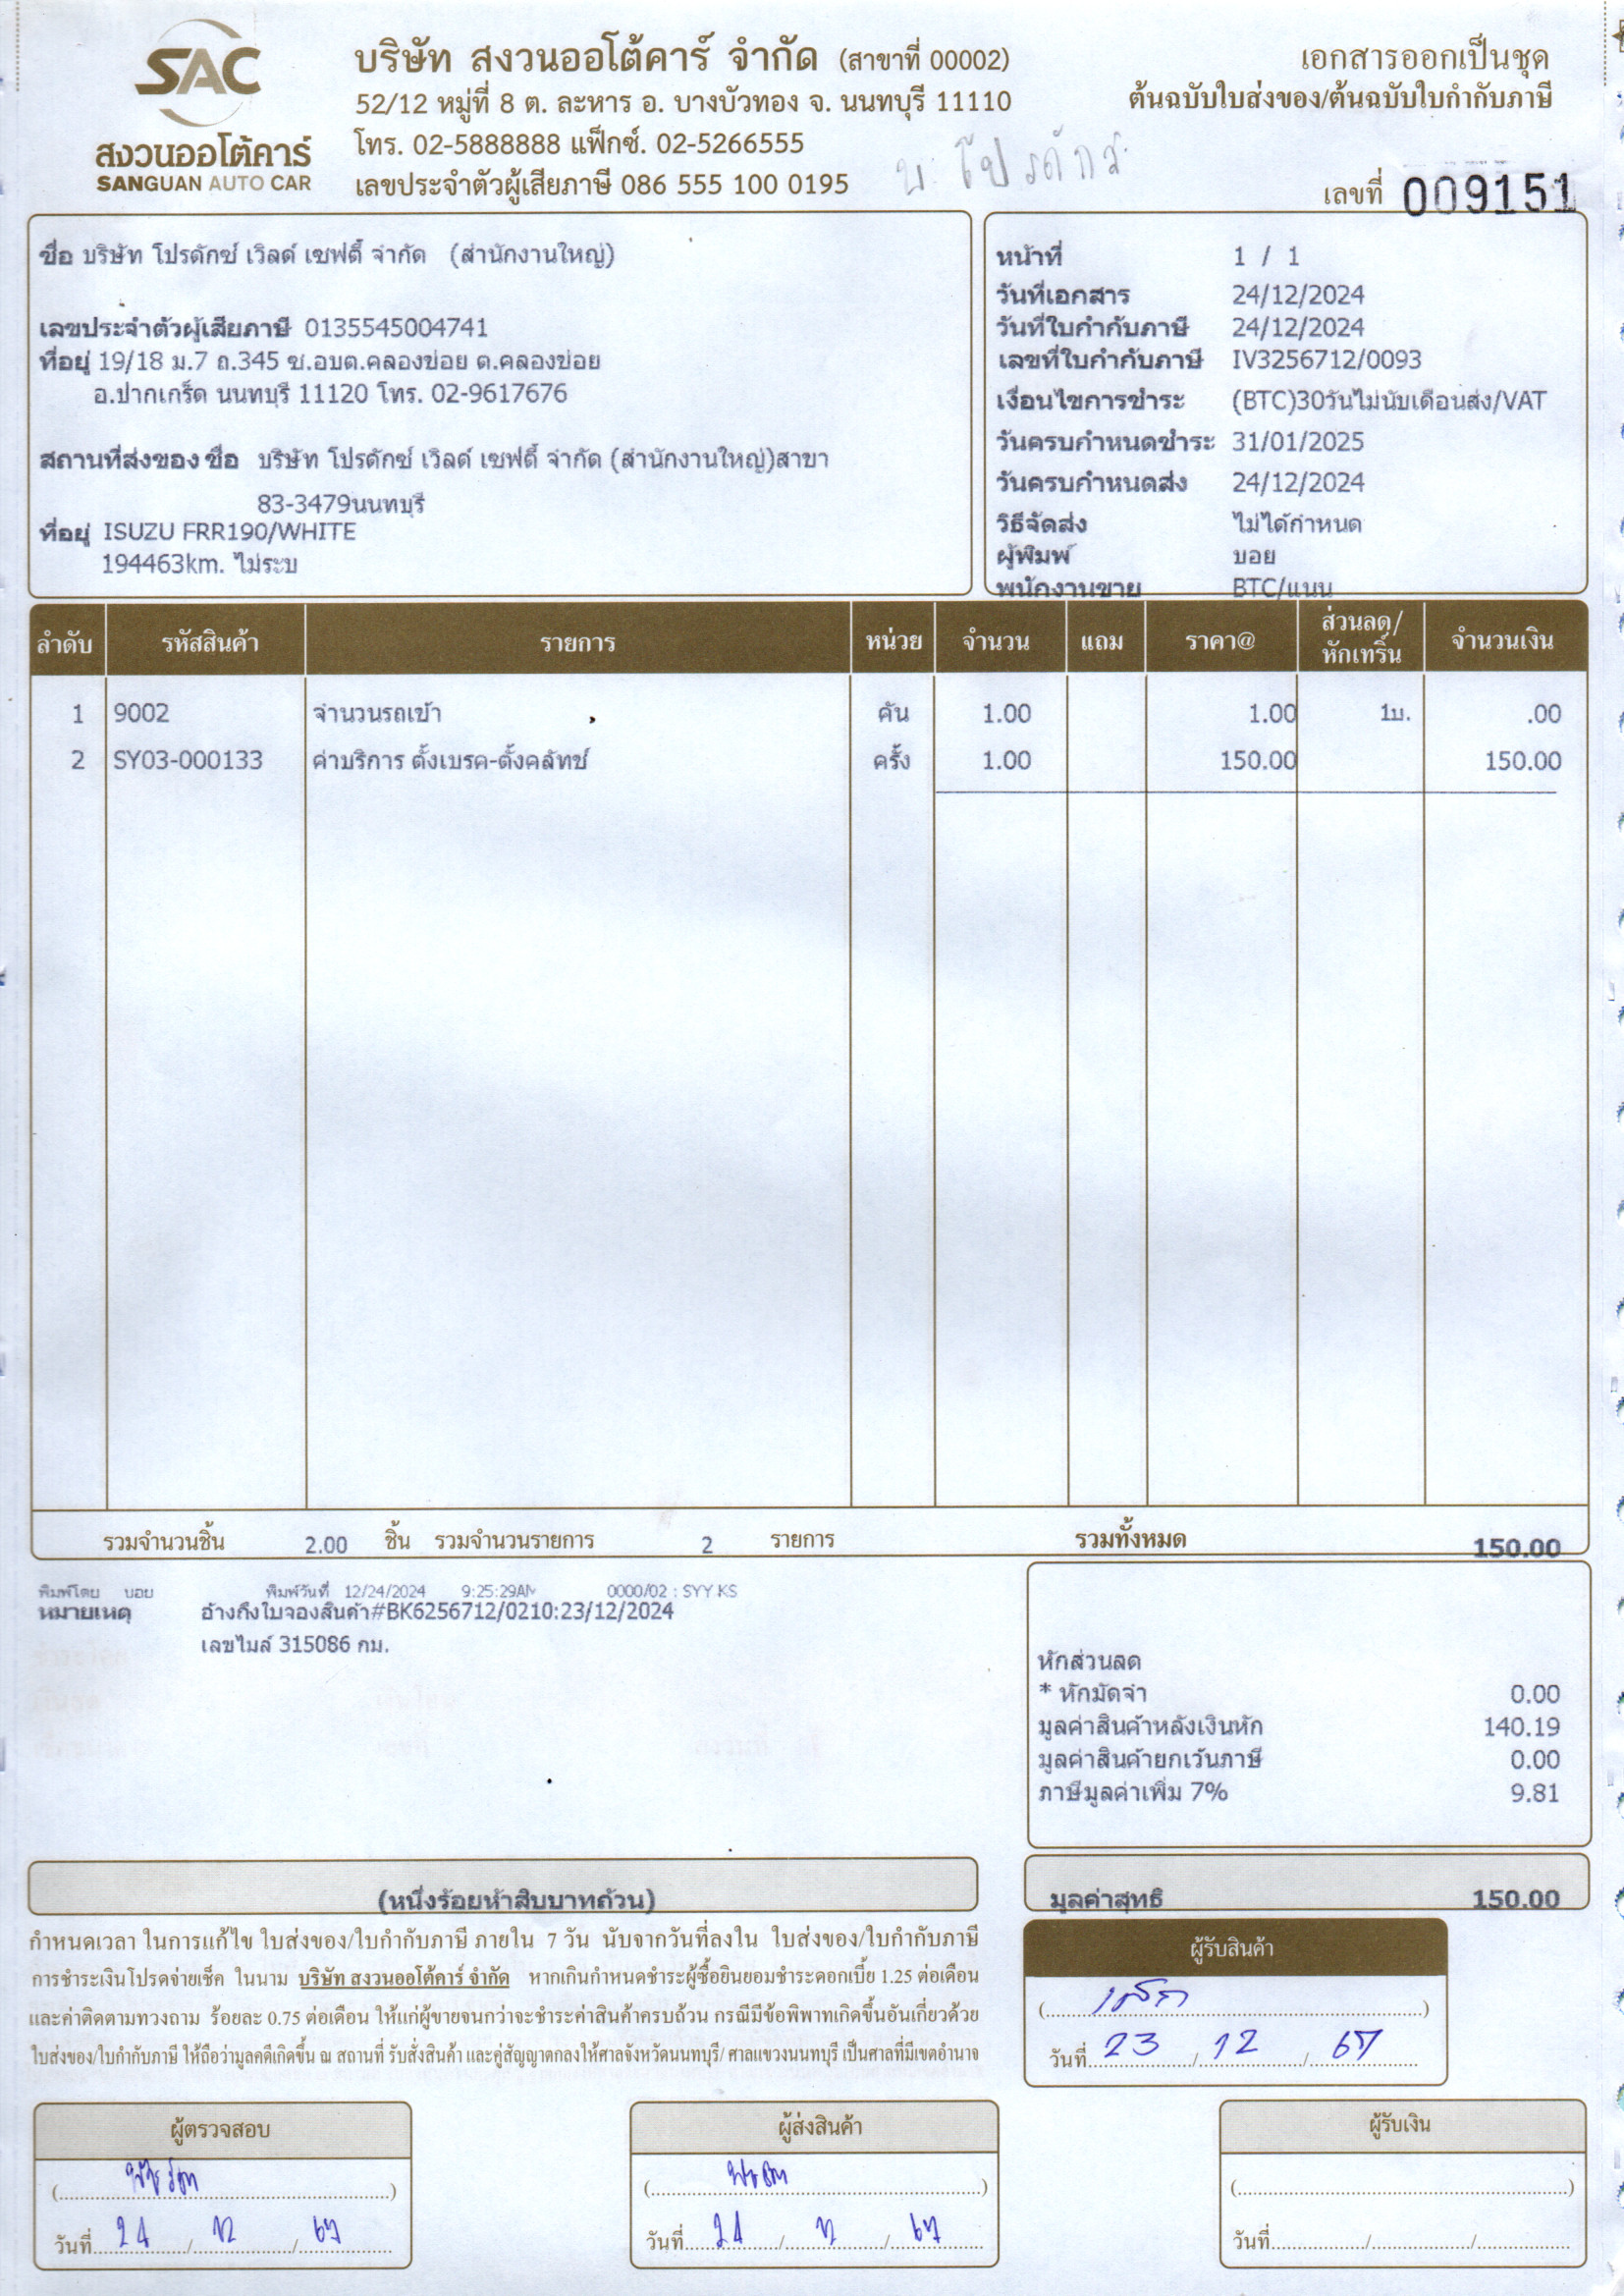 SAC
สงวนออโต้คาร์
SANGUAN AUTO CAR
บริษัท สงวนออโต้คาร์ จำกัด (สาขาที่ 00002)
52/12 หมู่ที่ 8 ต. ละหาร อ. บางบัวทอง จ. นนทบุรี 11110
โทร. 02-5888888 แฟ็กซ์. 02-5266555
เลขประจำตัวผู้เสียภาษี 086 555 100 0195
บ. โปรดักส์
เอกสารออกเป็นชุด
ต้นฉบับใบส่งของ/ต้นฉบับใบกำกับภาษี
เลขที่ 009151
ชื่อ บริษัท โปรดักซ์ เวิลด์ เซฟตี้ จำกัด (สำนักงานใหญ่)
เลขประจำตัวผู้เสียภาษี 0135545004741
ที่อยู่ 19/18 ม.7 ถ.345 ซ.อบต.คลองข่อย ต.คลองข่อย
อ.ปากเกร็ด นนทบุรี 11120 โทร. 02-9617676
สถานที่ส่งของ ชื่อ บริษัท โปรดักซ์ เวิลด์ เซฟตี้ จำกัด (สำนักงานใหญ่)สาขา
83-3479นนทบุรี
ที่อยู่ ISUZU FRR190/WHITE
194463km. ไม่ระบ
หน้าที่ 1 / 1
วันที่เอกสาร 24/12/2024
วันที่ใบกำกับภาษี 24/12/2024
เลขที่ใบกำกับภาษี IV3256712/0093
เงื่อนไขการชำระ (BTC)30วันไม่นับเดือนส่ง/VAT
วันครบกำหนดชำระ 31/01/2025
วันครบกำหนดส่ง 24/12/2024
วิธีจัดส่ง ไม่ได้กำหนด
ผู้พิมพ์ บอย
พนักงานขาย BTC/แนน
ลำดับ รหัสสินค้า รายการ หน่วย จำนวน แถม ราคา@ ส่วนลด/หักเทริ์น จำนวนเงิน
1 9002 จำนวนรถเข้า คัน 1.00 1.00 1บ. .00
2 SY03-000133 ค่าบริการ ตั้งเบรค-ตั้งคลัทช์ ครั้ง 1.00 150.00 150.00
รวมจำนวนชิ้น 2.00 ชิ้น รวมจำนวนรายการ 2 รายการ รวมทั้งหมด 150.00
พิมพ์โดย บอย พิมพ์วันที่ 12/24/2024 9:25:29AM 0000/02 : SYY KS
หมายเหตุ อ้างถึงใบจองสินค้า#BK6256712/0210:23/12/2024
เลขไมล์ 315086 กม.
หักส่วนลด
* หักมัดจำ 0.00
มูลค่าสินค้าหลังเงินหัก 140.19
มูลค่าสินค้ายกเว้นภาษี 0.00
ภาษีมูลค่าเพิ่ม 7% 9.81
(หนึ่งร้อยห้าสิบบาทถ้วน)
มูลค่าสุทธิ 150.00
กำหนดเวลา ในการแก้ไข ใบส่งของ/ใบกำกับภาษี ภายใน 7 วัน นับจากวันที่ลงใน ใบส่งของ/ใบกำกับภาษี
การชำระเงินโปรดจ่ายเช็ค ในนาม บริษัท สงวนออโต้คาร์ จำกัด หากเกินกำหนดชำระผู้ซื้อยินยอมชำระดอกเบี้ย 1.25 ต่อเดือน
และค่าติดตามทวงถาม ร้อยละ 0.75 ต่อเดือน ให้แก่ผู้ขายจนกว่าจะชำระค่าสินค้าครบถ้วน กรณีมีข้อพิพาทเกิดขึ้นอันเกี่ยวด้วย
ใบส่งของ/ใบกำกับภาษี ให้ถือว่ามูลคดีเกิดขึ้น ณ สถานที่ รับสั่งสินค้า และคู่สัญญาตกลงให้ศาลจังหวัดนนทบุรี/ ศาลแขวงนนทบุรี เป็นศาลที่มีเขตอำนาจ
ผู้รับสินค้า
วันที่ 23 / 12 / 67
ผู้ตรวจสอบ
วันที่ 24 / 12 / 67
ผู้ส่งสินค้า
วันที่ 24 / 12 / 67
ผู้รับเงิน
วันที่ / /